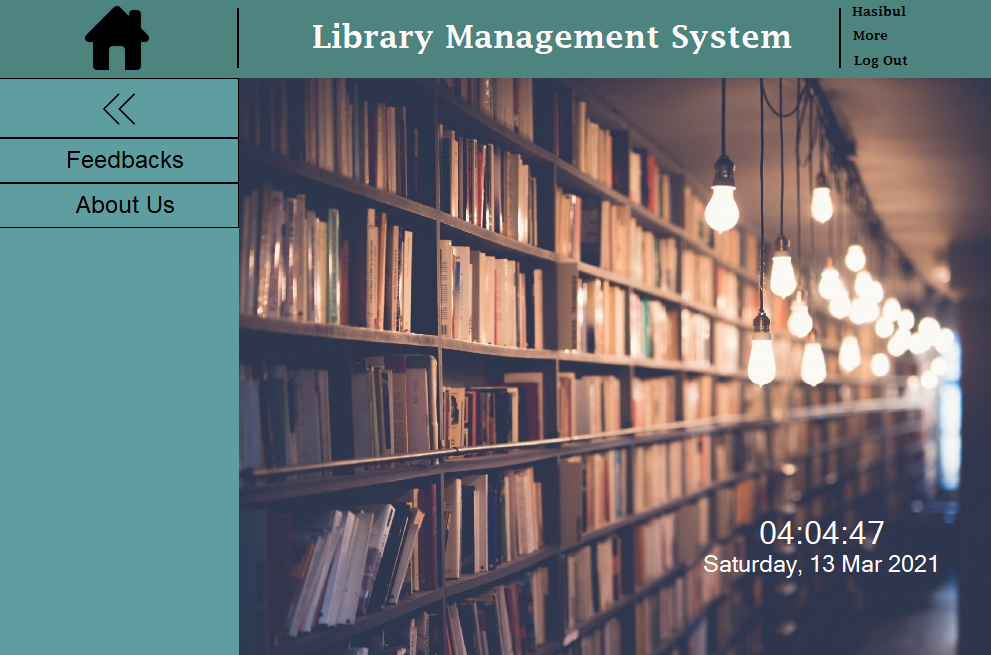 Library Management System
Hasibul
More
Log Out
Feedbacks
About Us
04:04:47
Saturday, 13 Mar 2021